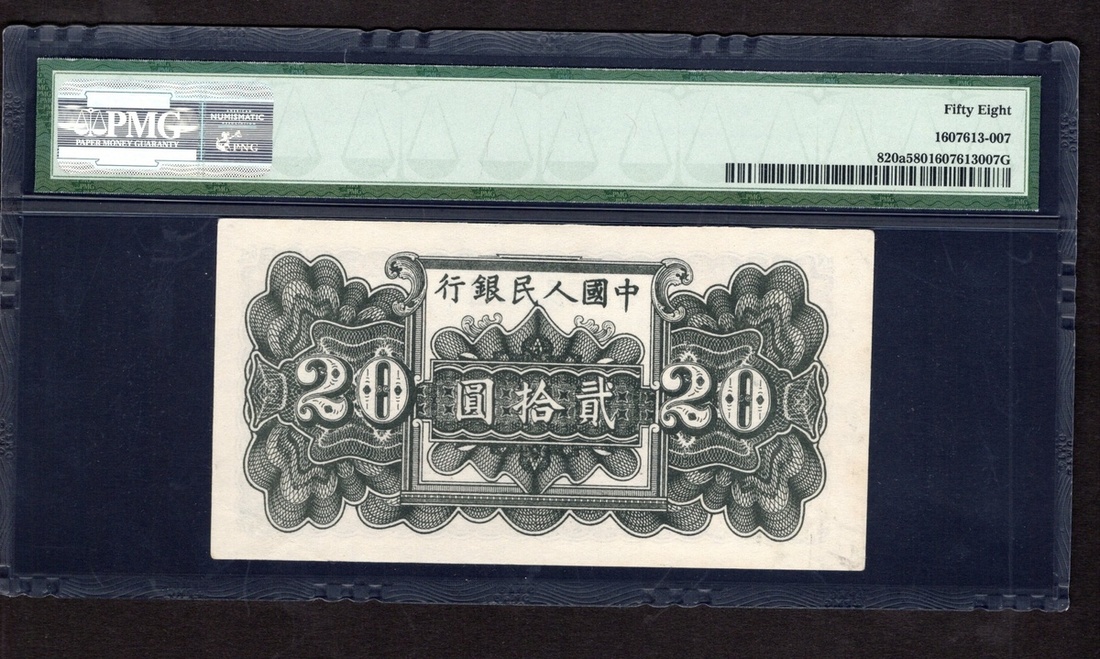 Fifty Eight
1607613-007
820a5801607613007G
PMG
PAPER MONEY GUARANTY
NUMISMATIC
PNG
行銀民人國中
20
圓拾貳
20